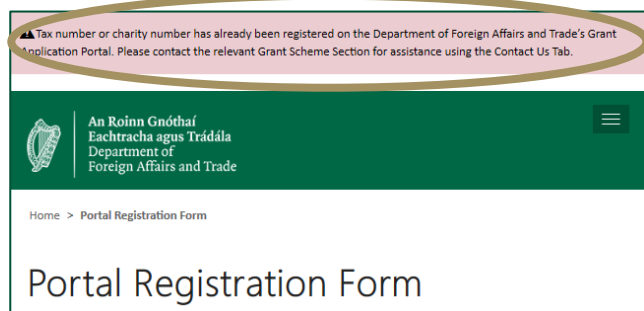 Tax number or charity number has already been registered on the Department of Foreign Affairs and Trade's Grant
Application Portal. Please contact the relevant Grant Scheme Section for assistance using the Contact Us Tab.
An Roinn Gnóthaí
Eachtracha agus Trádála
Department of
Foreign Affairs and Trade
Home > Portal Registration Form
Portal Registration Form